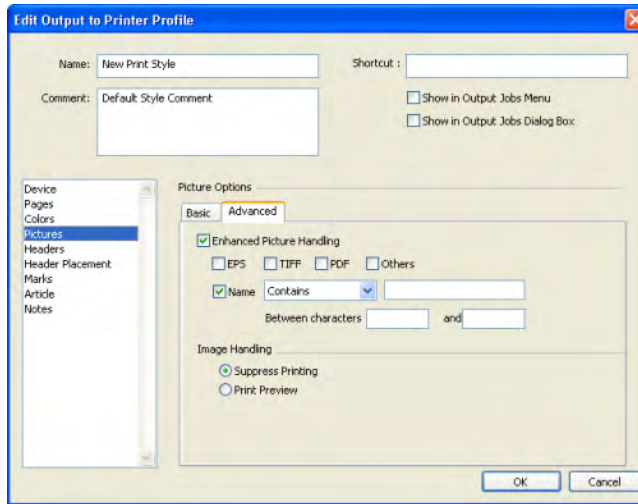 Edit Output to Printer Profile
Name: New Print Style
Shortcut :
Comment: Default Style Comment
Show in Output Jobs Menu
Show in Output Jobs Dialog Box
Device
Pages
Colors
Pictures
Headers
Header Placement
Marks
Article
Notes
Picture Options
Basic Advanced
Enhanced Picture Handling
EPS TIFF PDF Others
Name Contains
Between characters and
Image Handling
Suppress Printing
Print Preview
OK Cancel